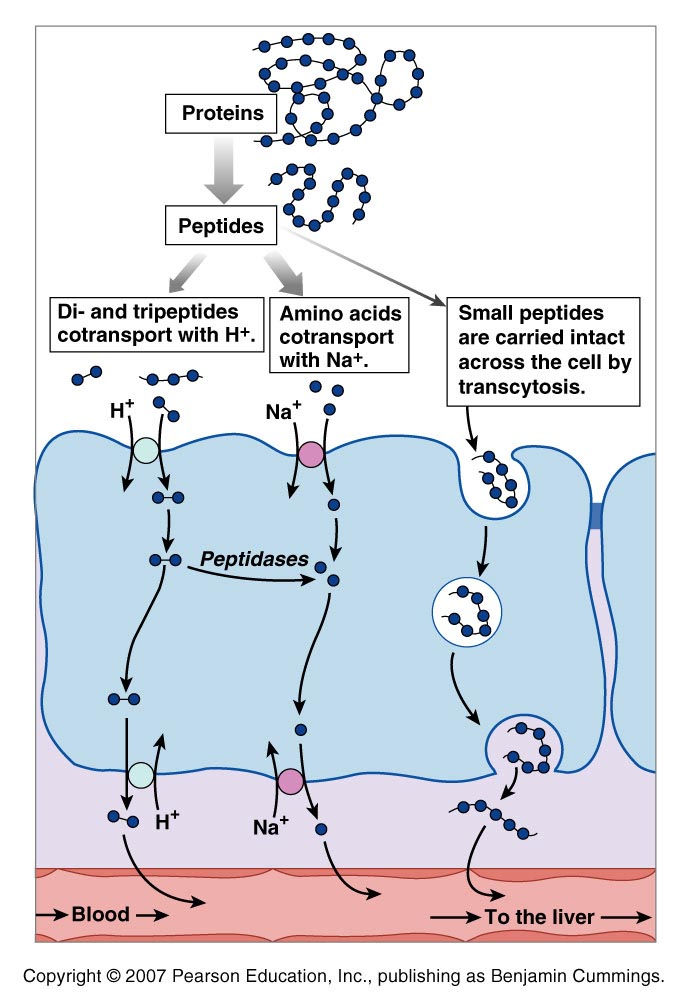 Proteins
Peptides
Di- and tripeptides
cotransport with H⁺.
Amino acids
cotransport
with Na⁺.
Small peptides
are carried intact
across the cell by
transcytosis.
H⁺
Na⁺
Peptidases
H⁺
Na⁺
Blood
To the liver
Copyright © 2007 Pearson Education, Inc., publishing as Benjamin Cummings.